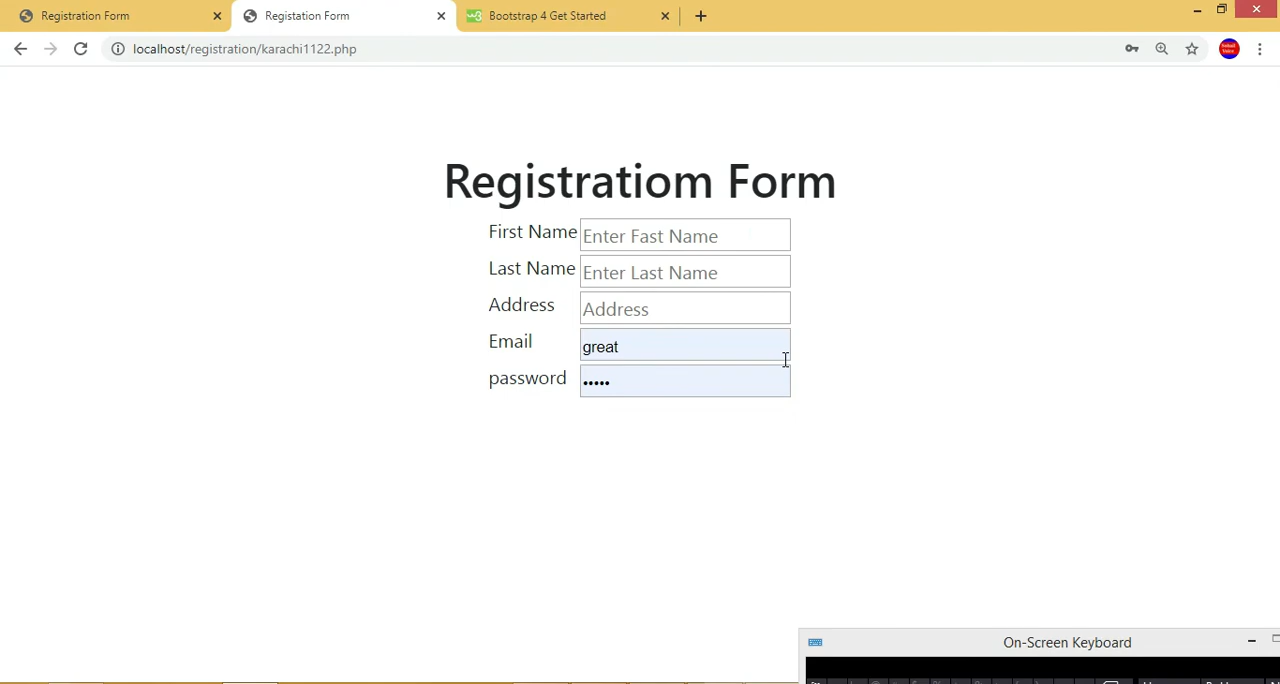 Registration Form
Registation Form
Bootstrap 4 Get Started
localhost/registration/karachi1122.php
Registratiom Form
First Name Enter Fast Name
Last Name Enter Last Name
Address Address
Email great
password •••••
On-Screen Keyboard